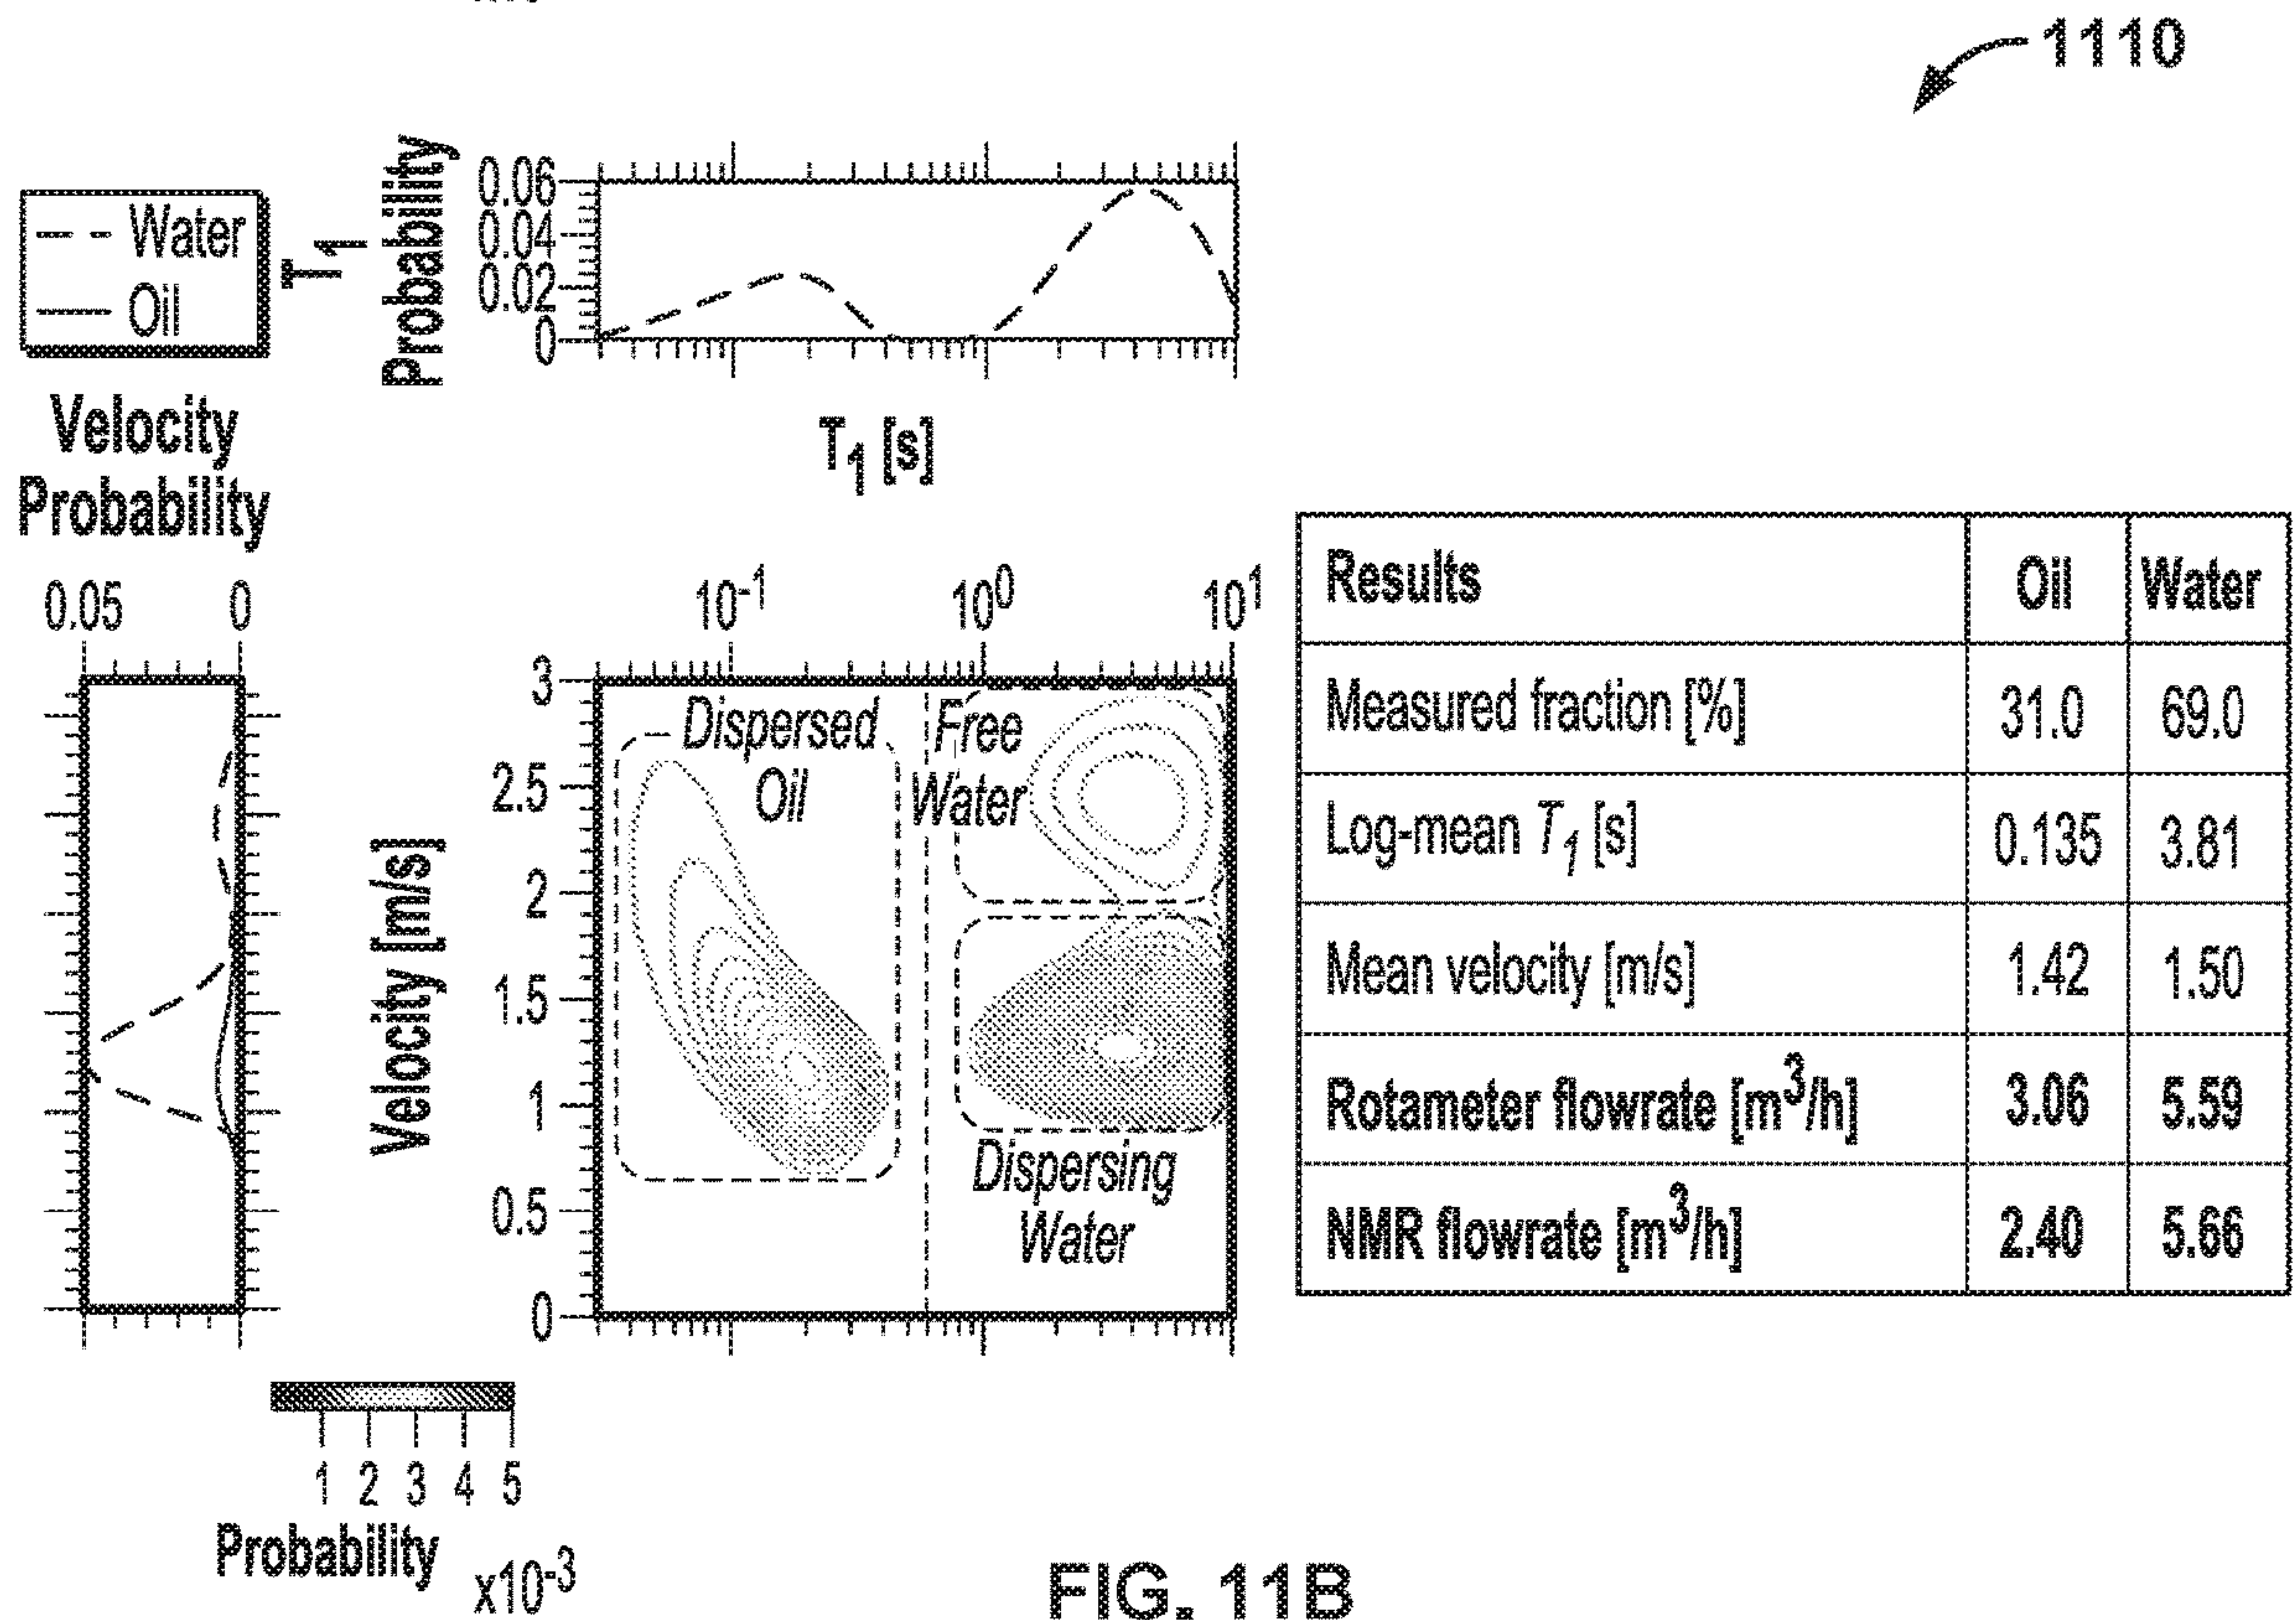 1110
Water
Oil
T1
Probability
0.06
0.04
0.02
0
T1 [s]
Velocity
Probability
0.05 0
10-1 100 101
Velocity [m/s]
3
2.5
2
1.5
1
0.5
0
Dispersed
Oil
Free
Water
Dispersing
Water
Results Oil Water
Measured fraction [%] 31.0 69.0
Log-mean T1 [s] 0.135 3.81
Mean velocity [m/s] 1.42 1.50
Rotameter flowrate [m3/h] 3.06 5.59
NMR flowrate [m3/h] 2.40 5.66
1 2 3 4 5
Probability
x10-3
FIG. 11B